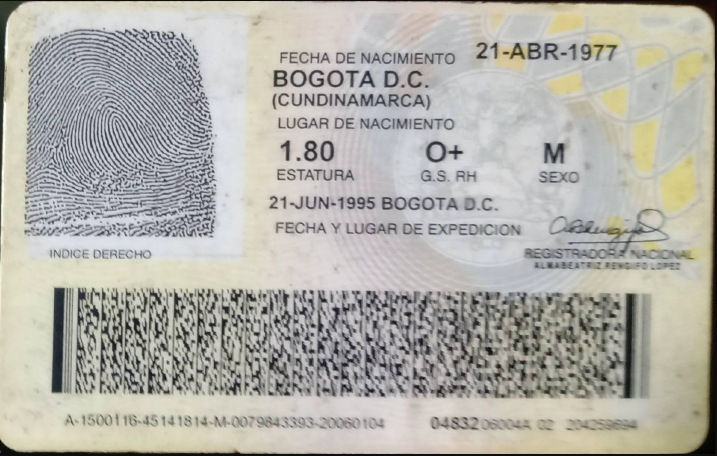 FECHA DE NACIMIENTO 21-ABR-1977
BOGOTA D.C.
(CUNDINAMARCA)
LUGAR DE NACIMIENTO
1.80 O+ M
ESTATURA G.S. RH SEXO
21-JUN-1995 BOGOTA D.C.
FECHA Y LUGAR DE EXPEDICION
INDICE DERECHO
REGISTRADORA NACIONAL
ALMABEATRIZ RENGIFO LOPEZ
A-1500116-45141814-M-0079843393-20060104 04832 06004A 02 204259694